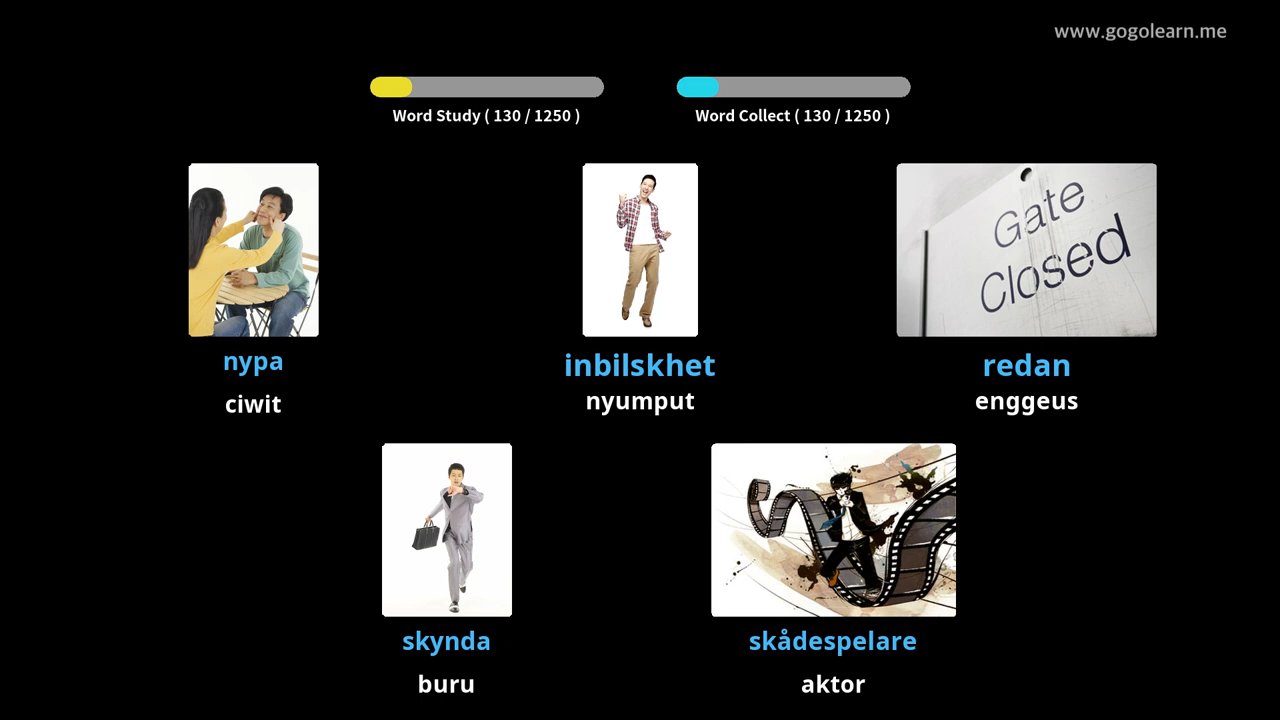 www.gogolearn.me
Word Study ( 130 / 1250 )
Word Collect ( 130 / 1250 )
Gate
Closed
nypa
ciwit
inbilskhet
nyumput
redan
enggeus
skynda
buru
skådespelare
aktor